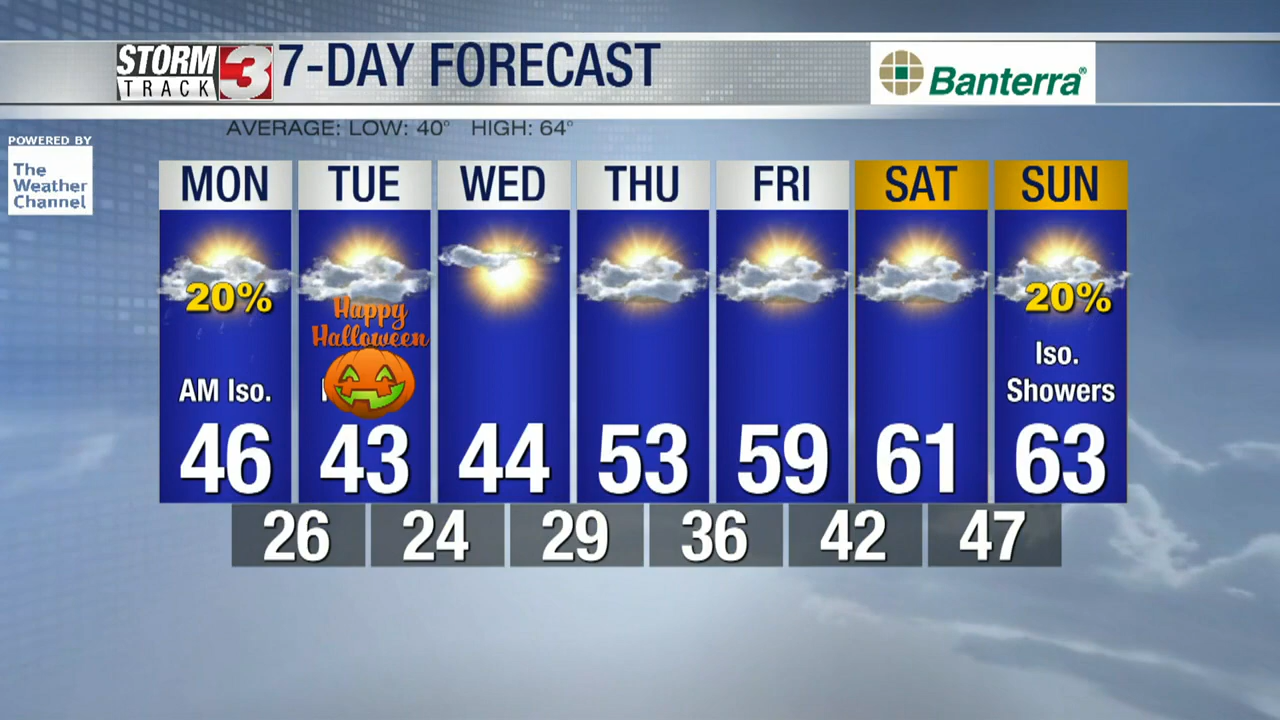 STORM
TRACK
3
7-DAY FORECAST
Banterra®
AVERAGE: LOW: 40° HIGH: 64°
POWERED BY
The
Weather
Channel
MON TUE WED THU FRI SAT SUN
20% 20%
Happy
Halloween
Iso.
AM Iso. Showers
46 43 44 53 59 61 63
26 24 29 36 42 47